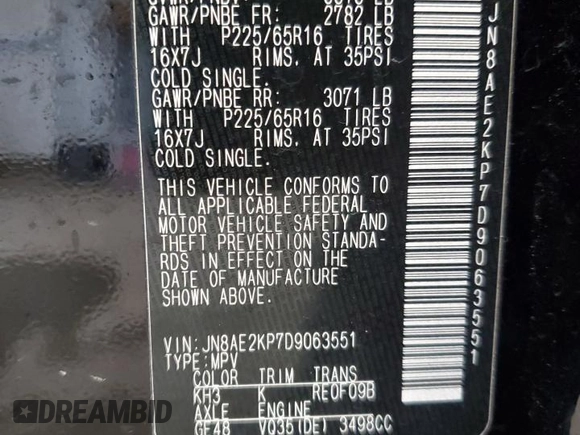 GAWR/PNBE FR: 2782 LB
WITH P225/65R16 TIRES
16X7J RIMS, AT 35PSI
COLD SINGLE.
GAWR/PNBE RR: 3071 LB
WITH P225/65R16 TIRES
16X7J RIMS, AT 35PSI
COLD SINGLE.
THIS VEHICLE CONFORMS TO
ALL APPLICABLE FEDERAL
MOTOR VEHICLE SAFETY AND
THEFT PREVENTION STANDA-
RDS IN EFFECT ON THE
DATE OF MANUFACTURE
SHOWN ABOVE.
VIN:JN8AE2KP7D9063551
TYPE:MPV
COLOR TRIM TRANS
KH3 K RE0F09B
AXLE ENGINE
GF48 VQ35(DE) 3498CC
JN8AE2KP7D9063551
DREAMBID